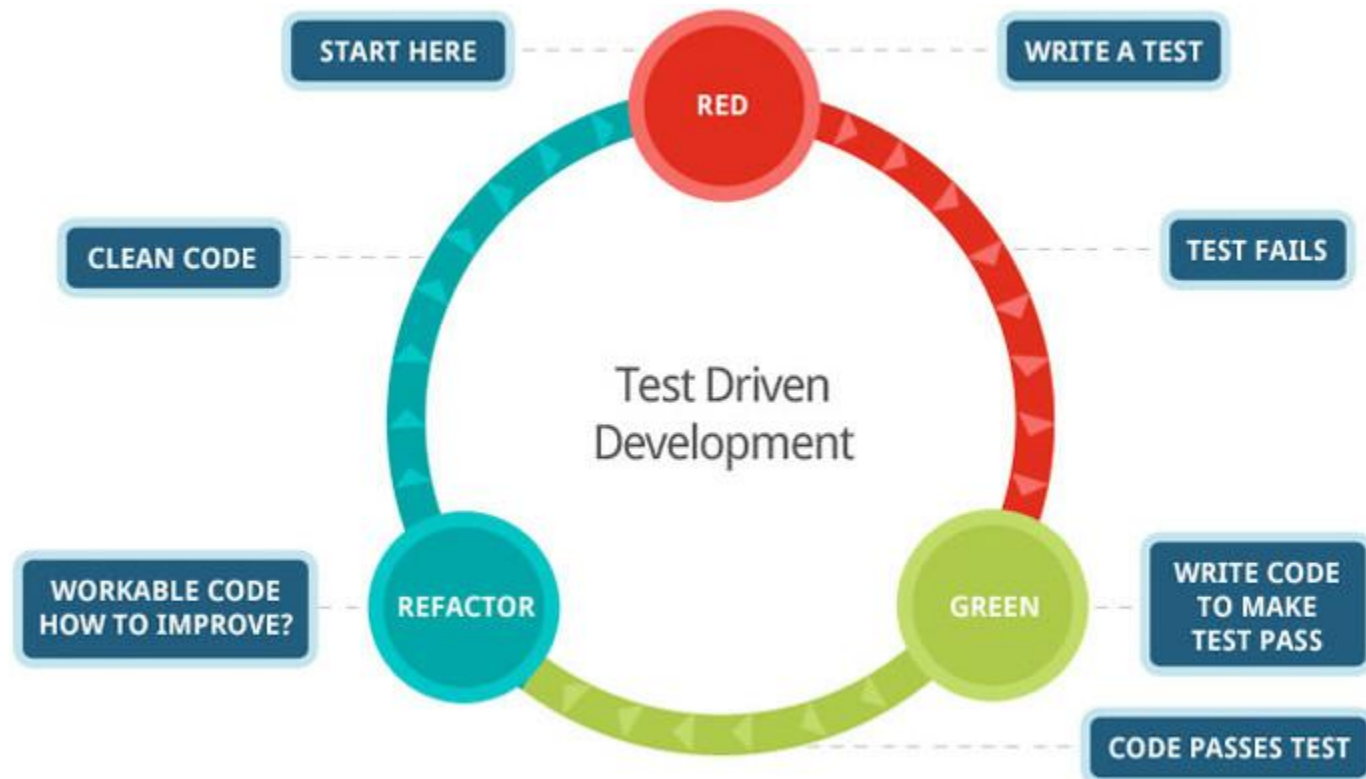 START HERE
RED
WRITE A TEST
CLEAN CODE
TEST FAILS
Test Driven
Development
WORKABLE CODE
HOW TO IMPROVE?
REFACTOR
GREEN
WRITE CODE
TO MAKE
TEST PASS
CODE PASSES TEST